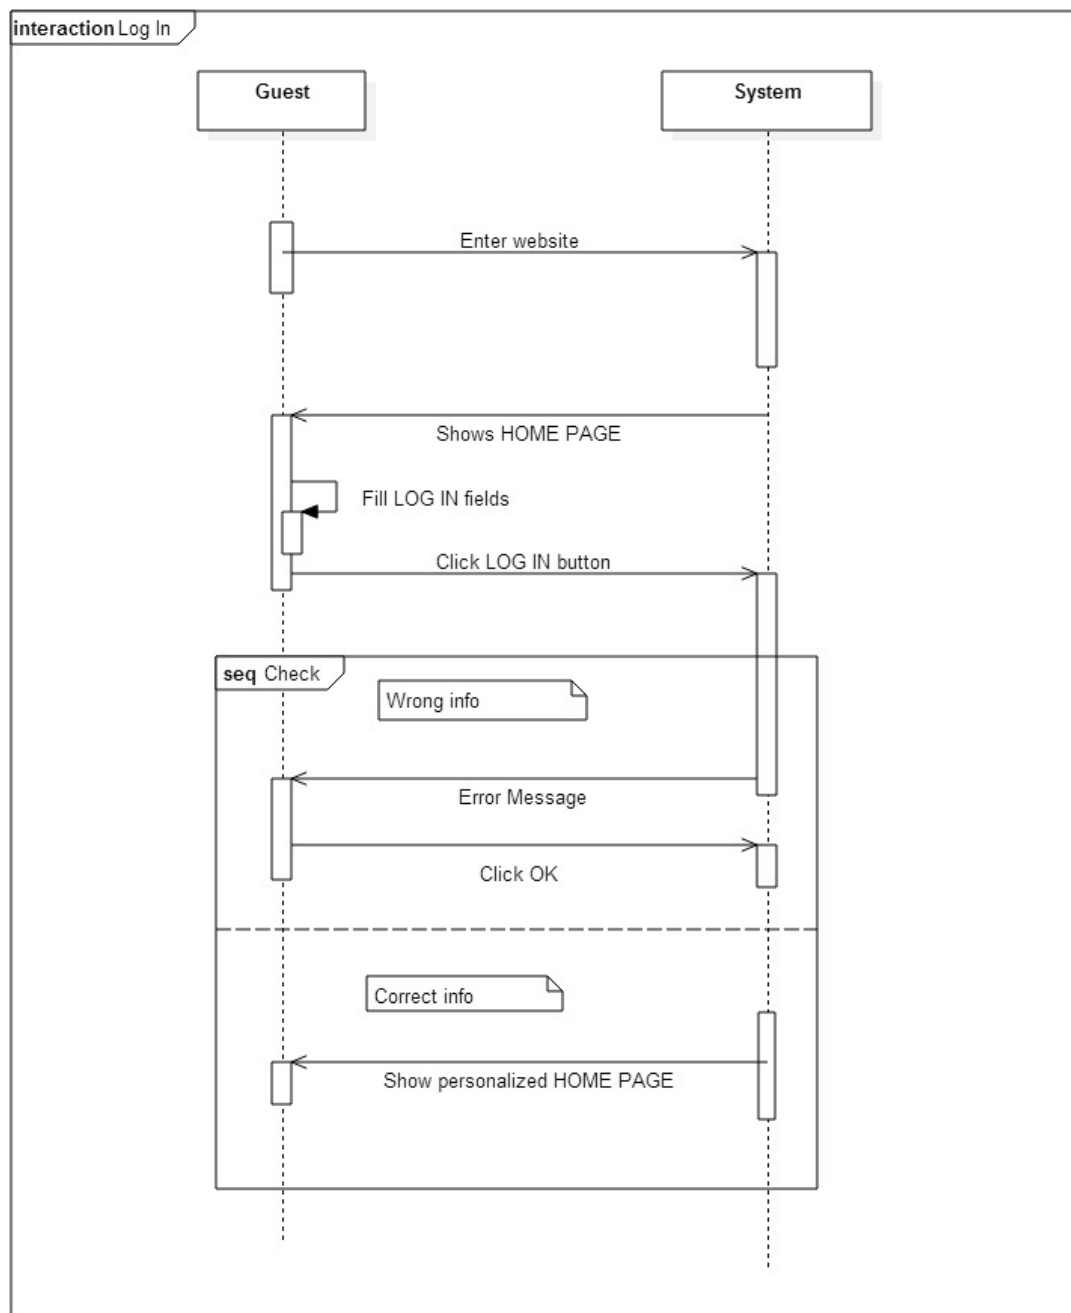 interaction Log In
Guest
System
Enter website
Shows HOME PAGE
Fill LOG IN fields
Click LOG IN button
seq Check
Wrong info
Error Message
Click OK
Correct info
Show personalized HOME PAGE